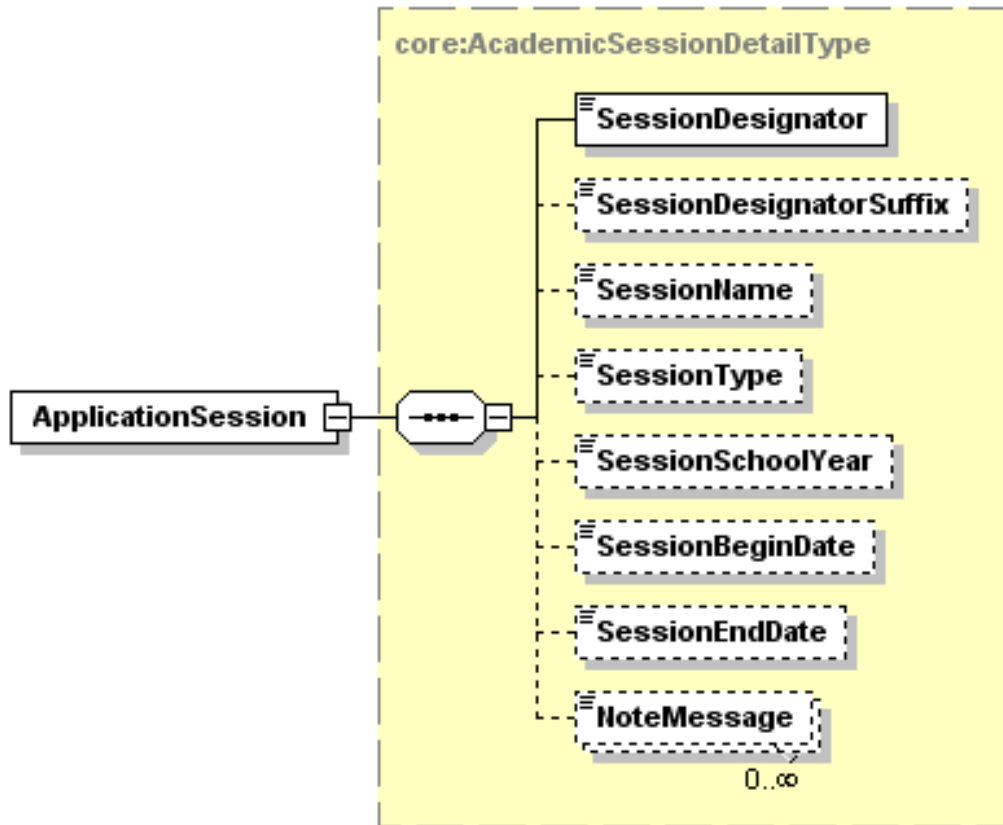 core:AcademicSessionDetailType
SessionDesignator
SessionDesignatorSuffix
SessionName
SessionType
ApplicationSession
SessionSchoolYear
SessionBeginDate
SessionEndDate
NoteMessage
0..∞